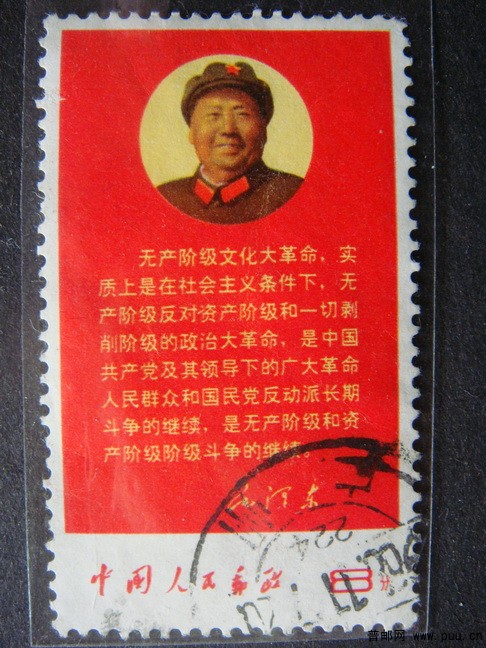 无产阶级文化大革命，实
质上是在社会主义条件下，无
产阶级反对资产阶级和一切剥
削阶级的政治大革命，是中国
共产党及其领导下的广大革命
人民群众和国民党反动派长期
斗争的继续，是无产阶级和资
产阶级阶级斗争的继续。
毛泽东
224
中国人民邮政 8分
普邮网 www.puu.cn